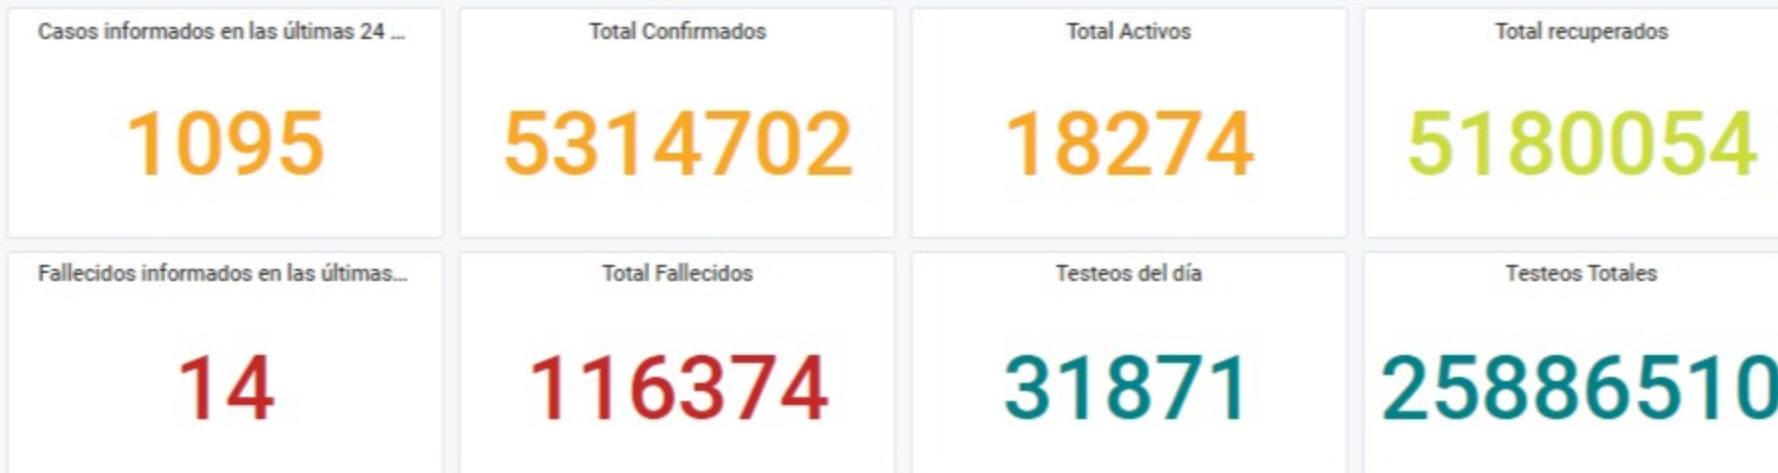 Casos informados en las últimas 24 ...
Total Confirmados
Total Activos
Total recuperados
1095
5314702
18274
5180054
Fallecidos informados en las últimas...
Total Fallecidos
Testeos del día
Testeos Totales
14
116374
31871
25886510